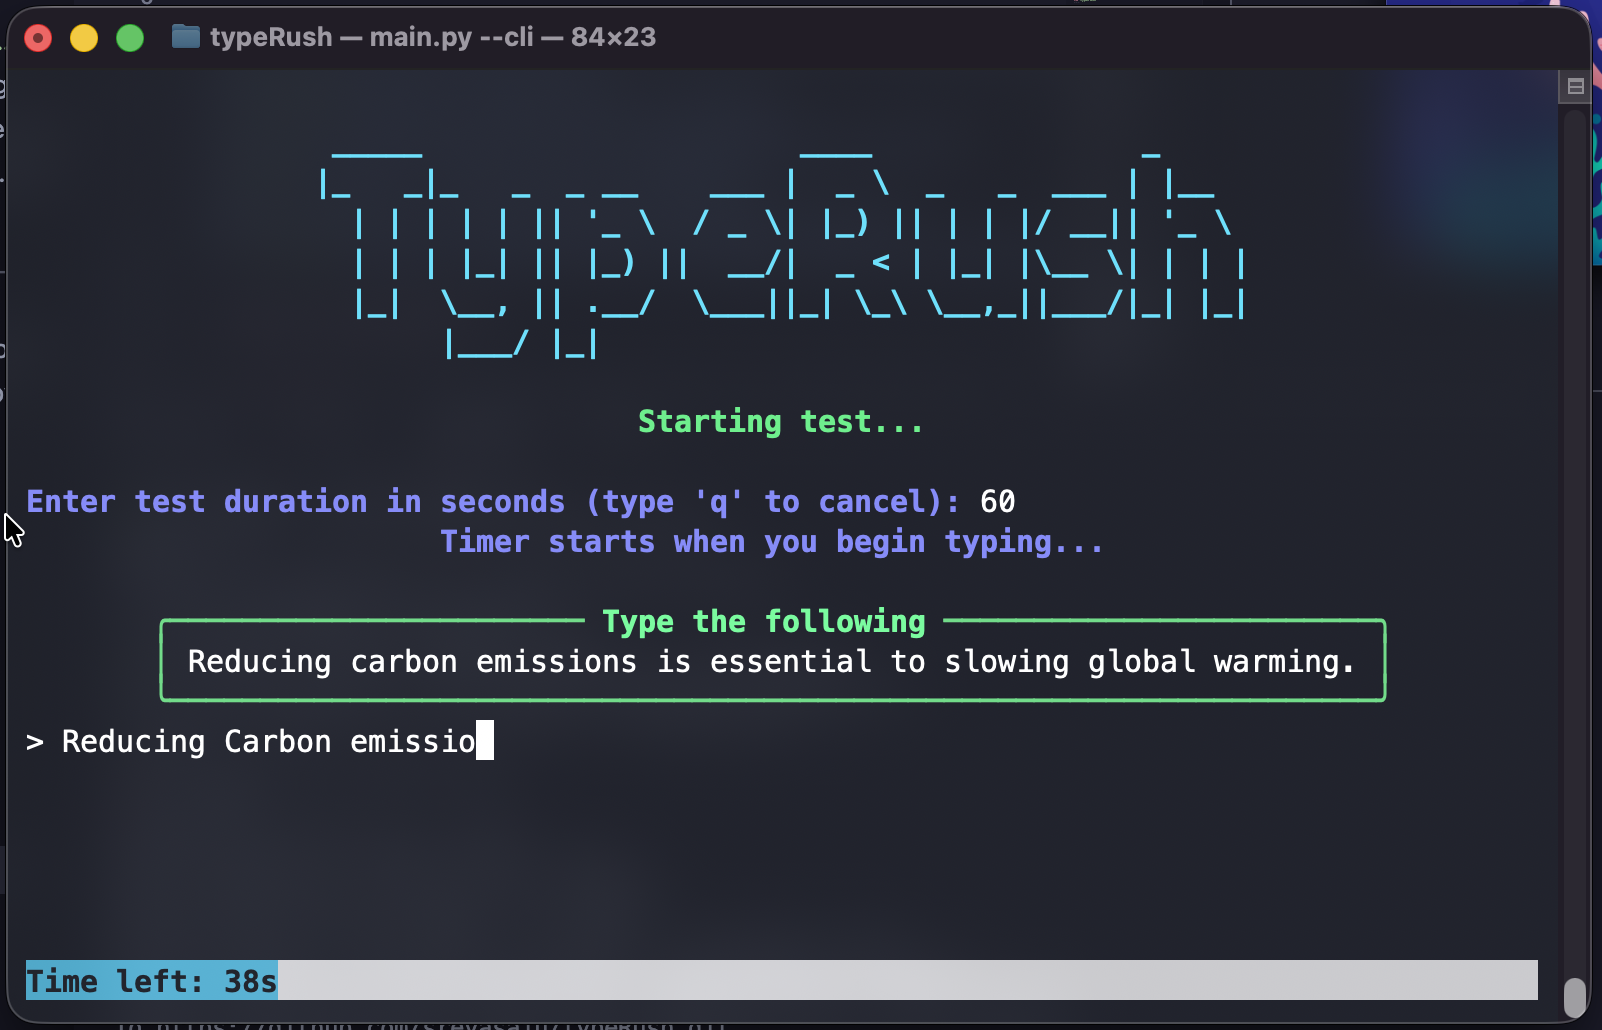 typeRush — main.py --cli — 84×23
TypeRush
Starting test...
Enter test duration in seconds (type 'q' to cancel): 60
Timer starts when you begin typing...
Type the following
Reducing carbon emissions is essential to slowing global warming.
> Reducing Carbon emissio
Time left: 38s